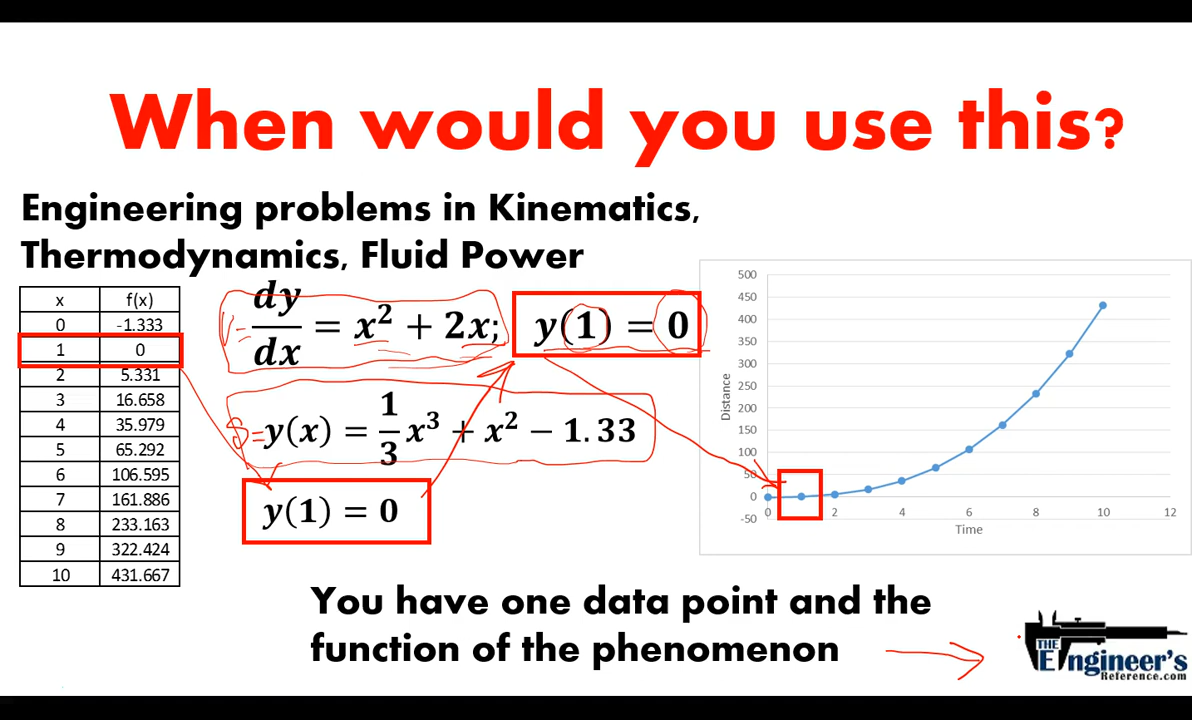 When would you use this?
Engineering problems in Kinematics,
Thermodynamics, Fluid Power
x f(x)
0 -1.333
1 0
2 5.331
3 16.658
4 35.979
5 65.292
6 106.595
7 161.886
8 233.163
9 322.424
10 431.667
V= dy/dx = x² + 2x; y(1) = 0
S= y(x) = 1/3 x³ + x² − 1.33
y(1) = 0
500
450
400
350
300
250
200
150
100
50
0
-50
Distance
0 2 4 6 8 10 12
Time
You have one data point and the
function of the phenomenon
THE
Engineer's
Reference.com